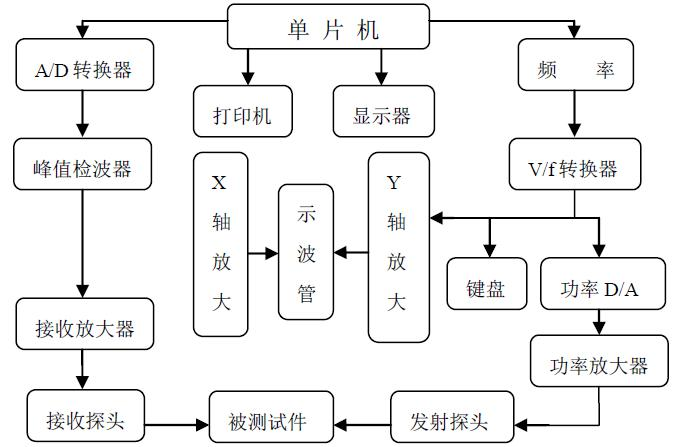 单 片 机
A/D 转换器
频 率
打印机
显示器
峰值检波器
V/f 转换器
X
轴
放
大
示
波
管
Y
轴
放
大
键盘
功率 D/A
接收放大器
功率放大器
接收探头
被测试件
发射探头